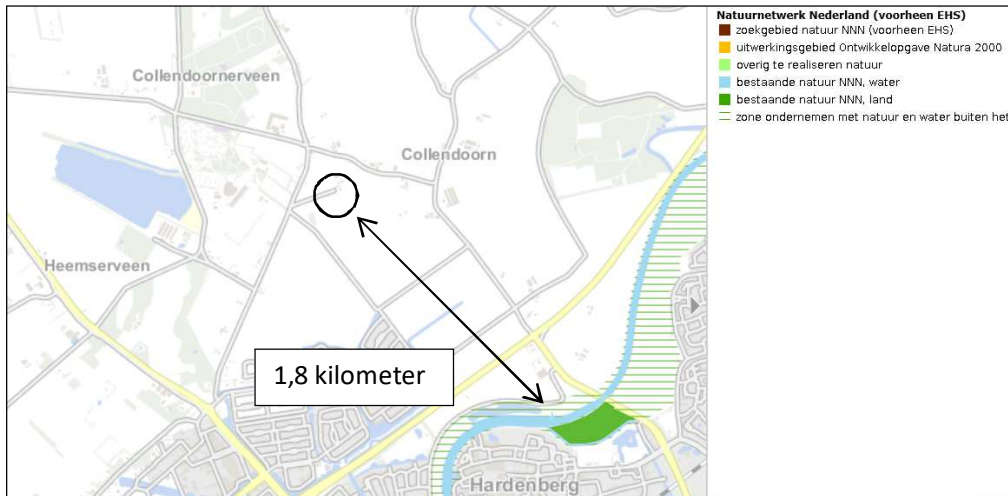 Natuurnetwerk Nederland (voorheen EHS)
zoekgebied natuur NNN (voorheen EHS)
uitwerkingsgebied Ontwikkelopgave Natura 2000
overig te realiseren natuur
bestaande natuur NNN, water
bestaande natuur NNN, land
zone ondernemen met natuur en water buiten het
Collendoornerveen
Collendoorn
Heemserveen
1,8 kilometer
Hardenberg